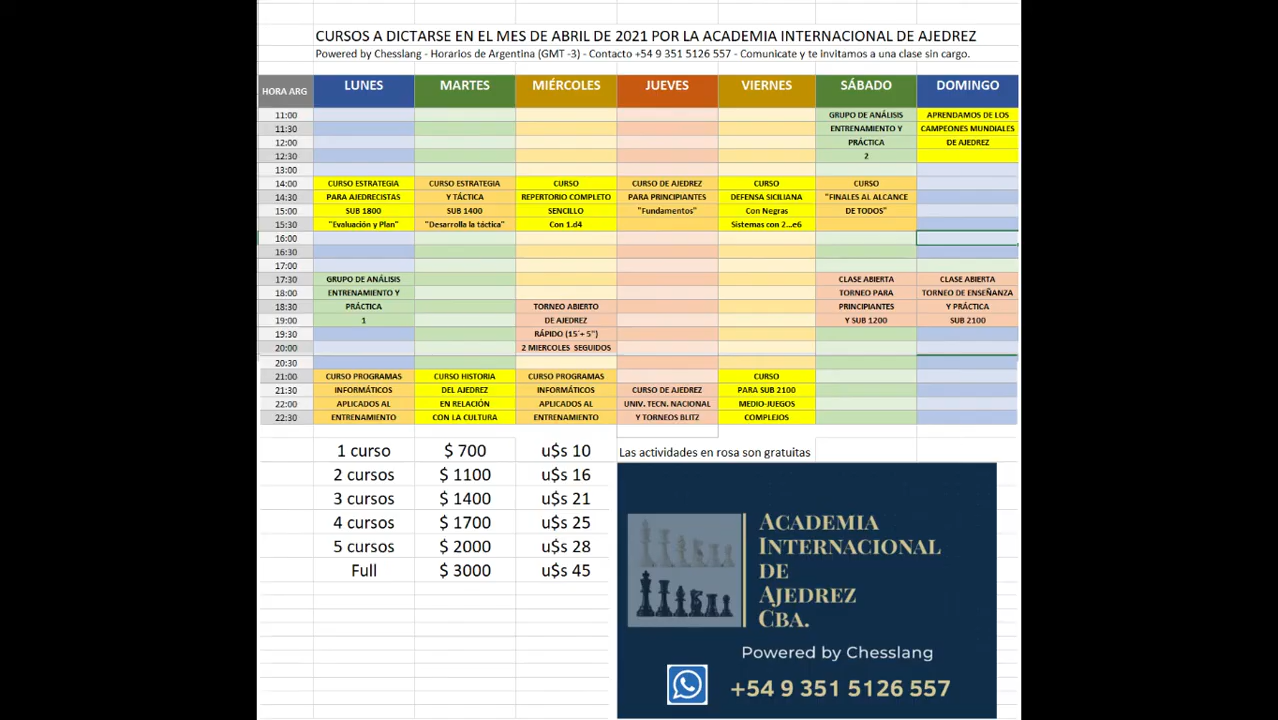 CURSOS A DICTARSE EN EL MES DE ABRIL DE 2021 POR LA ACADEMIA INTERNACIONAL DE AJEDREZ
Powered by Chesslang - Horarios de Argentina (GMT -3) - Contacto +54 9 351 5126 557 - Comunicate y te invitamos a una clase sin cargo.
HORA ARG LUNES MARTES MIÉRCOLES JUEVES VIERNES SÁBADO DOMINGO
11:00 GRUPO DE ANÁLISIS APRENDAMOS DE LOS
11:30 ENTRENAMIENTO Y CAMPEONES MUNDIALES
12:00 PRÁCTICA DE AJEDREZ
12:30 2
13:00
14:00 CURSO ESTRATEGIA CURSO ESTRATEGIA CURSO CURSO DE AJEDREZ CURSO CURSO
14:30 PARA AJEDRECISTAS Y TÁCTICA REPERTORIO COMPLETO PARA PRINCIPIANTES DEFENSA SICILIANA "FINALES AL ALCANCE
15:00 SUB 1800 SUB 1400 SENCILLO "Fundamentos" Con Negras DE TODOS"
15:30 "Evaluación y Plan" "Desarrolla la táctica" Con 1.d4 Sistemas con 2...e6
16:00
16:30
17:00
17:30 GRUPO DE ANÁLISIS CLASE ABIERTA CLASE ABIERTA
18:00 ENTRENAMIENTO Y TORNEO PARA TORNEO DE ENSEÑANZA
18:30 PRÁCTICA TORNEO ABIERTO PRINCIPIANTES Y PRÁCTICA
19:00 1 DE AJEDREZ Y SUB 1200 SUB 2100
19:30 RÁPIDO (15´+ 5")
20:00 2 MIERCOLES SEGUIDOS
20:30
21:00 CURSO PROGRAMAS CURSO HISTORIA CURSO PROGRAMAS CURSO
21:30 INFORMÁTICOS DEL AJEDREZ INFORMÁTICOS CURSO DE AJEDREZ PARA SUB 2100
22:00 APLICADOS AL EN RELACIÓN APLICADOS AL UNIV. TECN. NACIONAL MEDIO-JUEGOS
22:30 ENTRENAMIENTO CON LA CULTURA ENTRENAMIENTO Y TORNEOS BLITZ COMPLEJOS
1 curso $ 700 u$s 10 Las actividades en rosa son gratuitas
2 cursos $ 1100 u$s 16
3 cursos $ 1400 u$s 21
4 cursos $ 1700 u$s 25
5 cursos $ 2000 u$s 28
Full $ 3000 u$s 45
ACADEMIA
INTERNACIONAL
DE
AJEDREZ
CBA.
Powered by Chesslang
+54 9 351 5126 557